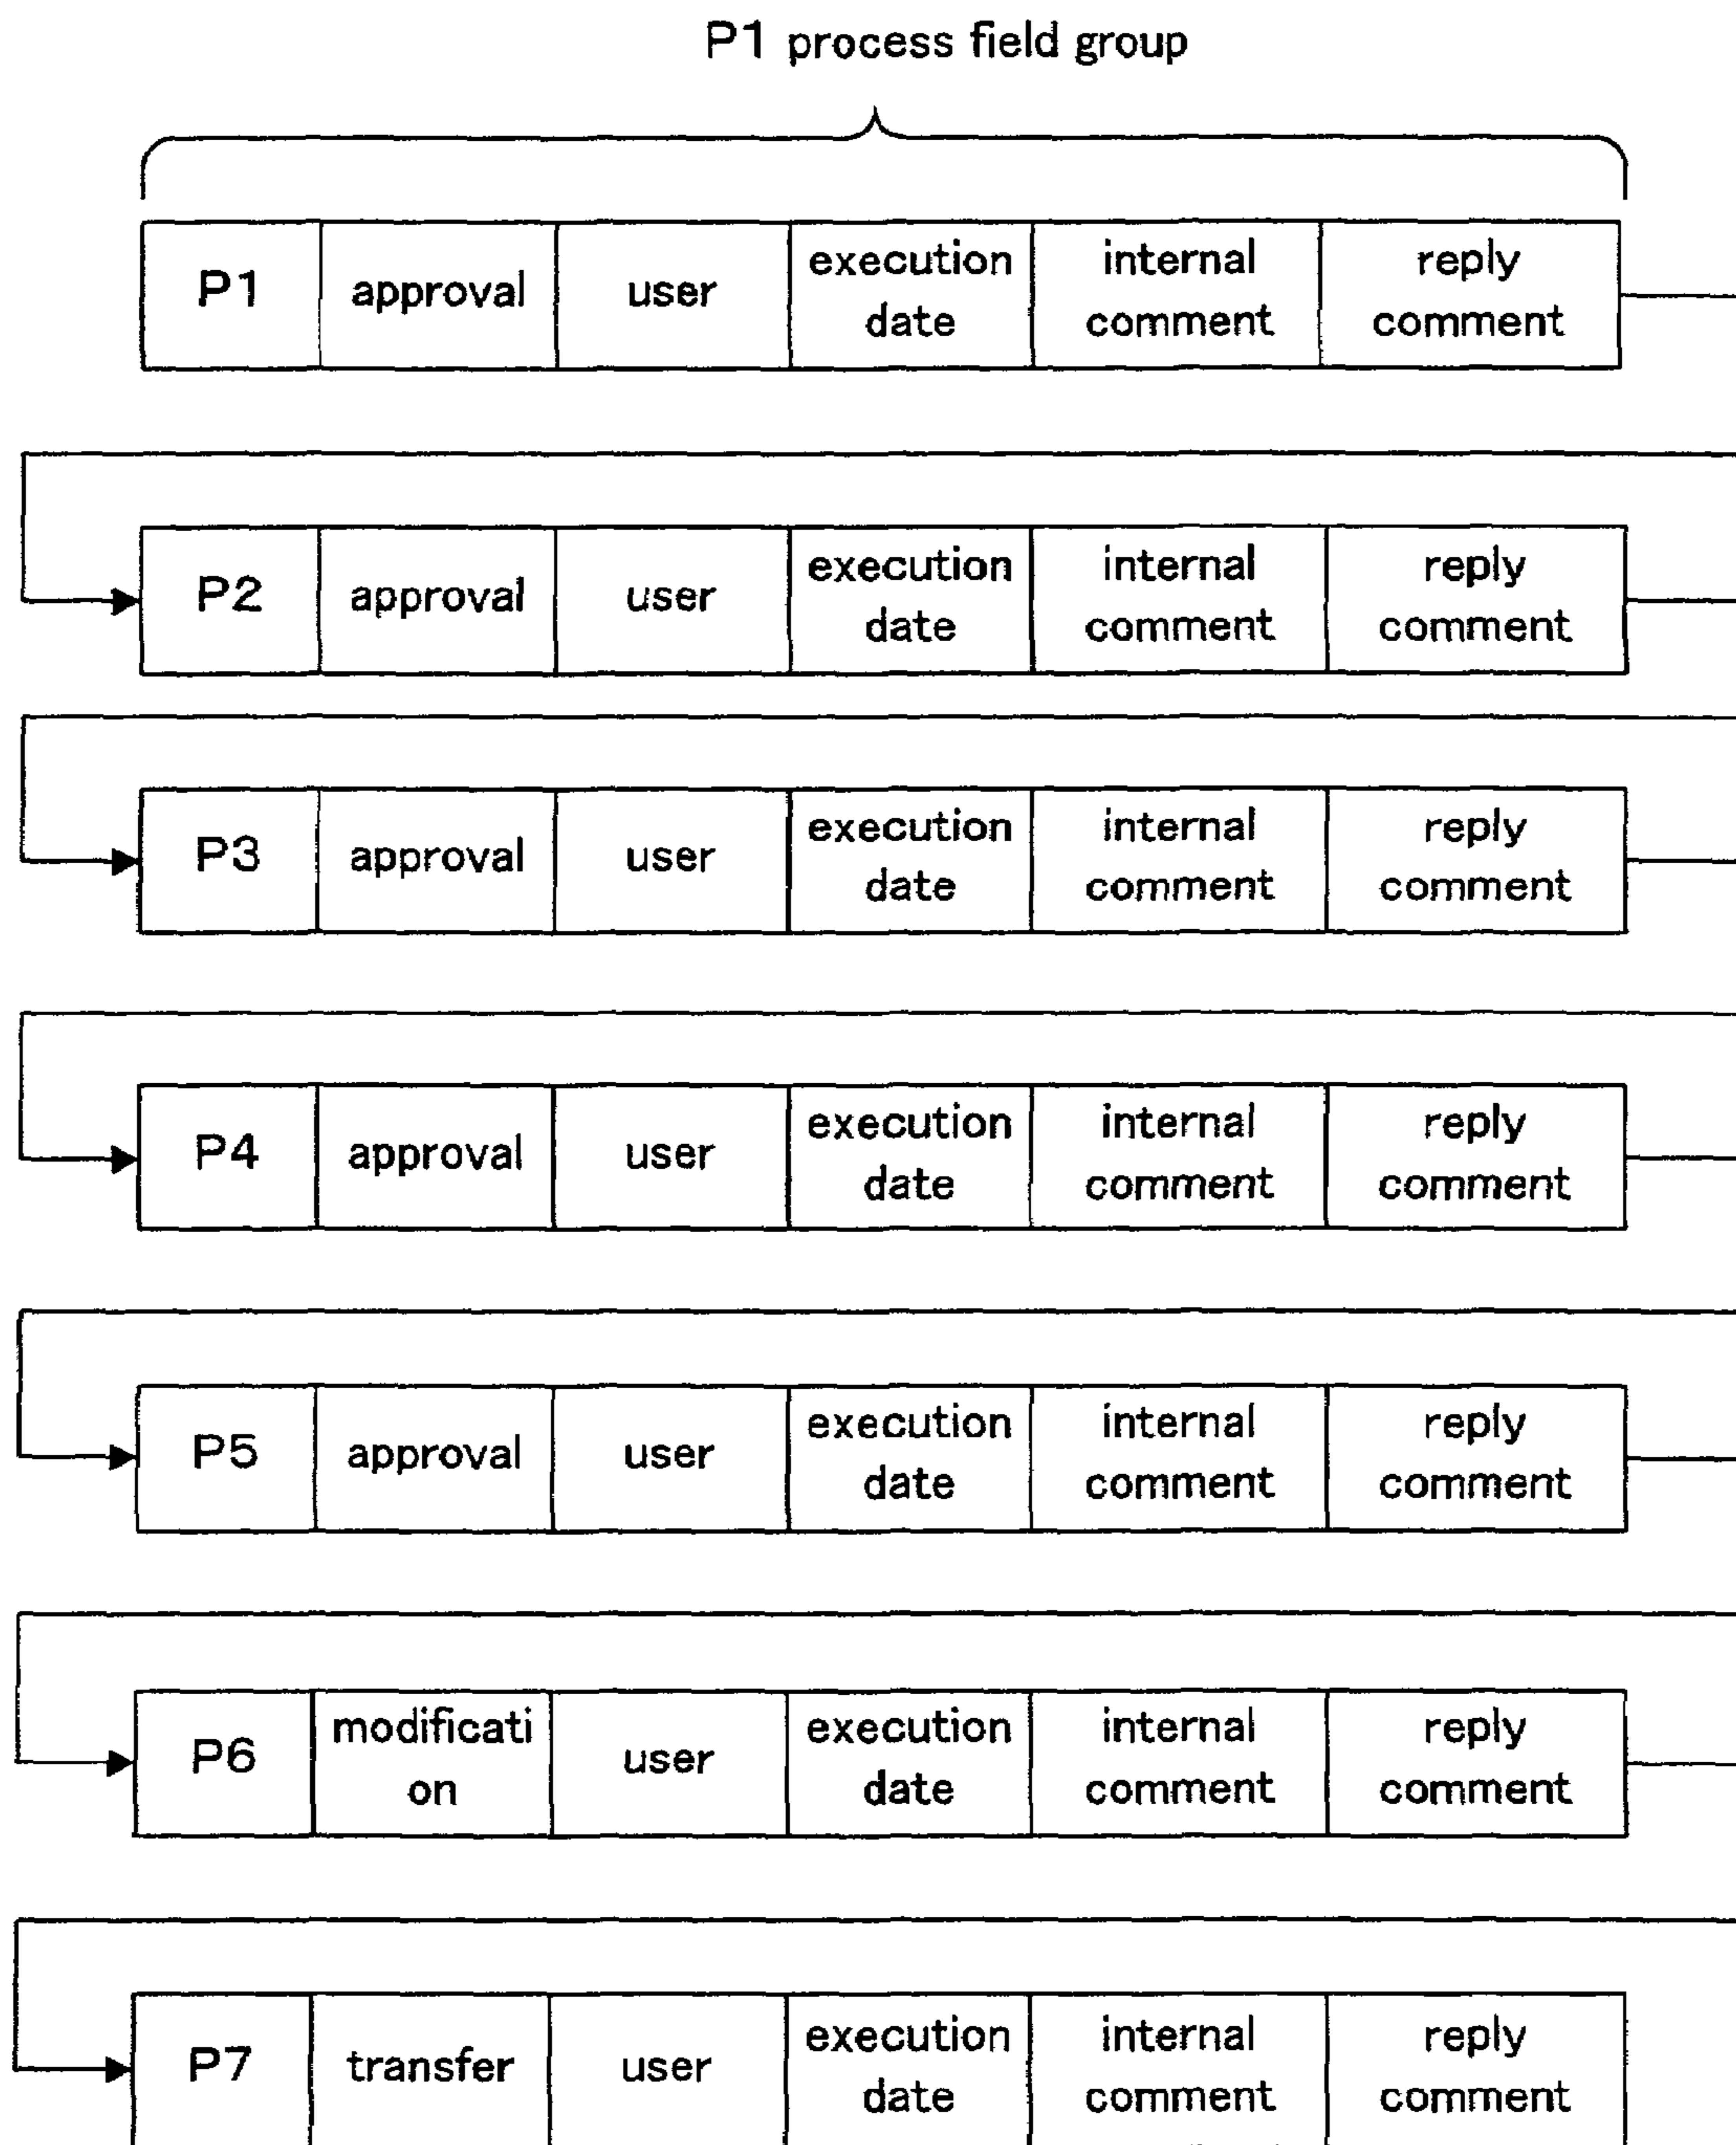 P1 process field group
P1 approval user execution date internal comment reply comment
P2 approval user execution date internal comment reply comment
P3 approval user execution date internal comment reply comment
P4 approval user execution date internal comment reply comment
P5 approval user execution date internal comment reply comment
P6 modificati on user execution date internal comment reply comment
P7 transfer user execution date internal comment reply comment